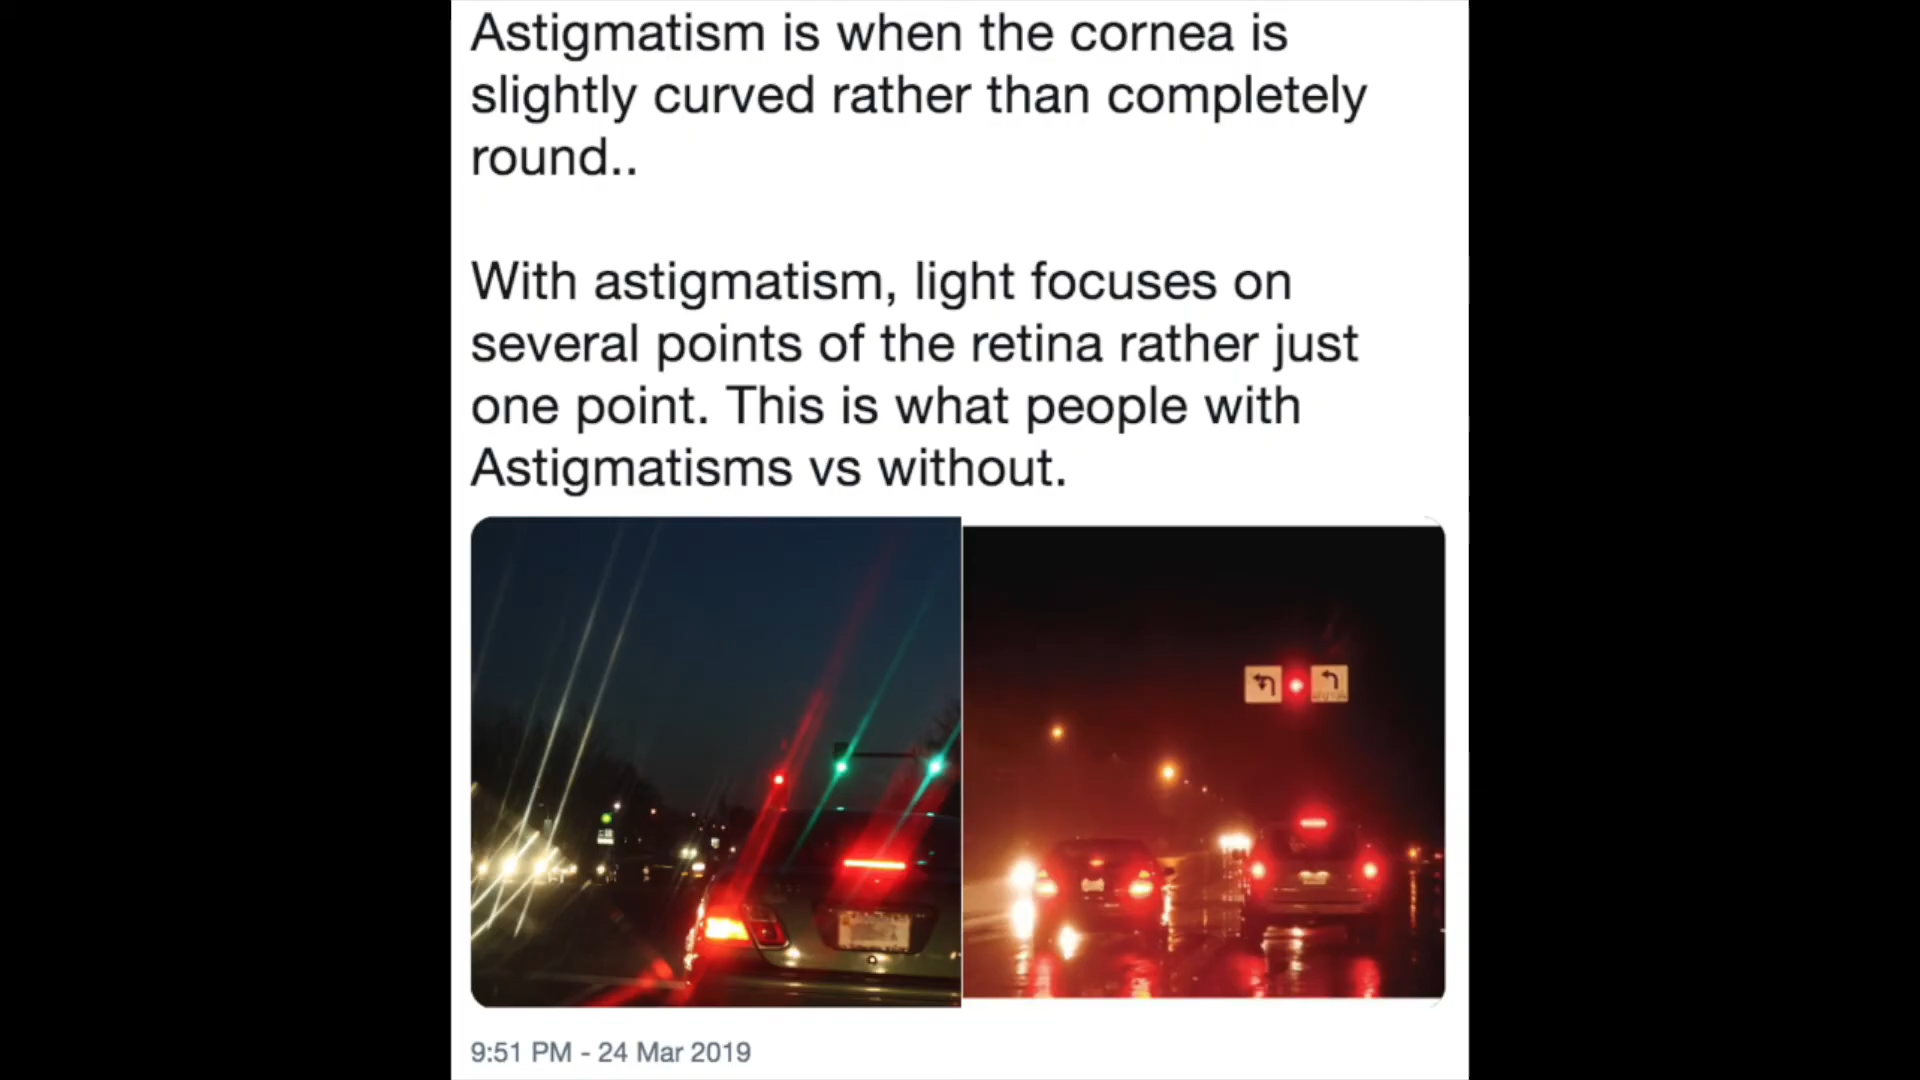 Astigmatism is when the cornea is
slightly curved rather than completely
round..
With astigmatism, light focuses on
several points of the retina rather just
one point. This is what people with
Astigmatisms vs without.
9:51 PM - 24 Mar 2019